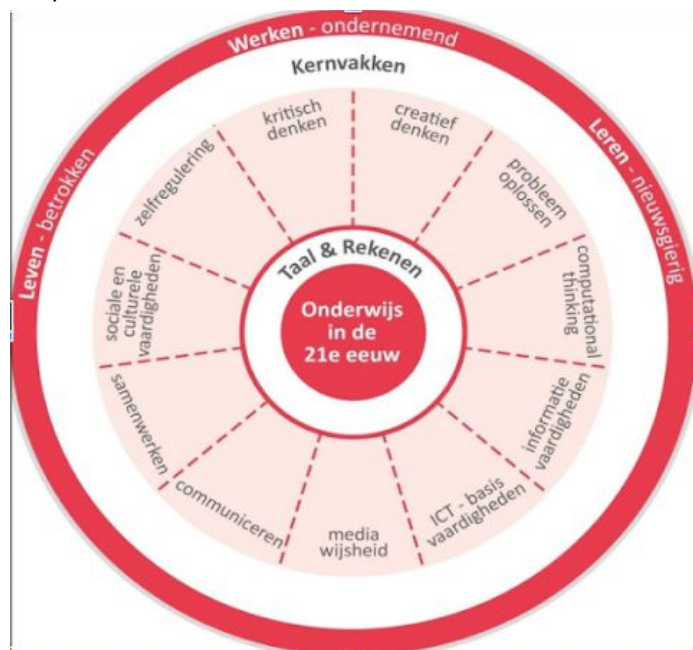 Werken - ondernemend
Leren - nieuwsgierig
Leven - betrokken
Kernvakken
kritisch
denken
creatief
denken
probleem
oplossen
computational
thinking
informatie
vaardigheden
ICT - basis
vaardigheden
media
wijsheid
communiceren
samenwerken
sociale en
culturele
vaardigheden
zelfregulering
Taal & Rekenen
Onderwijs
in de
21e eeuw